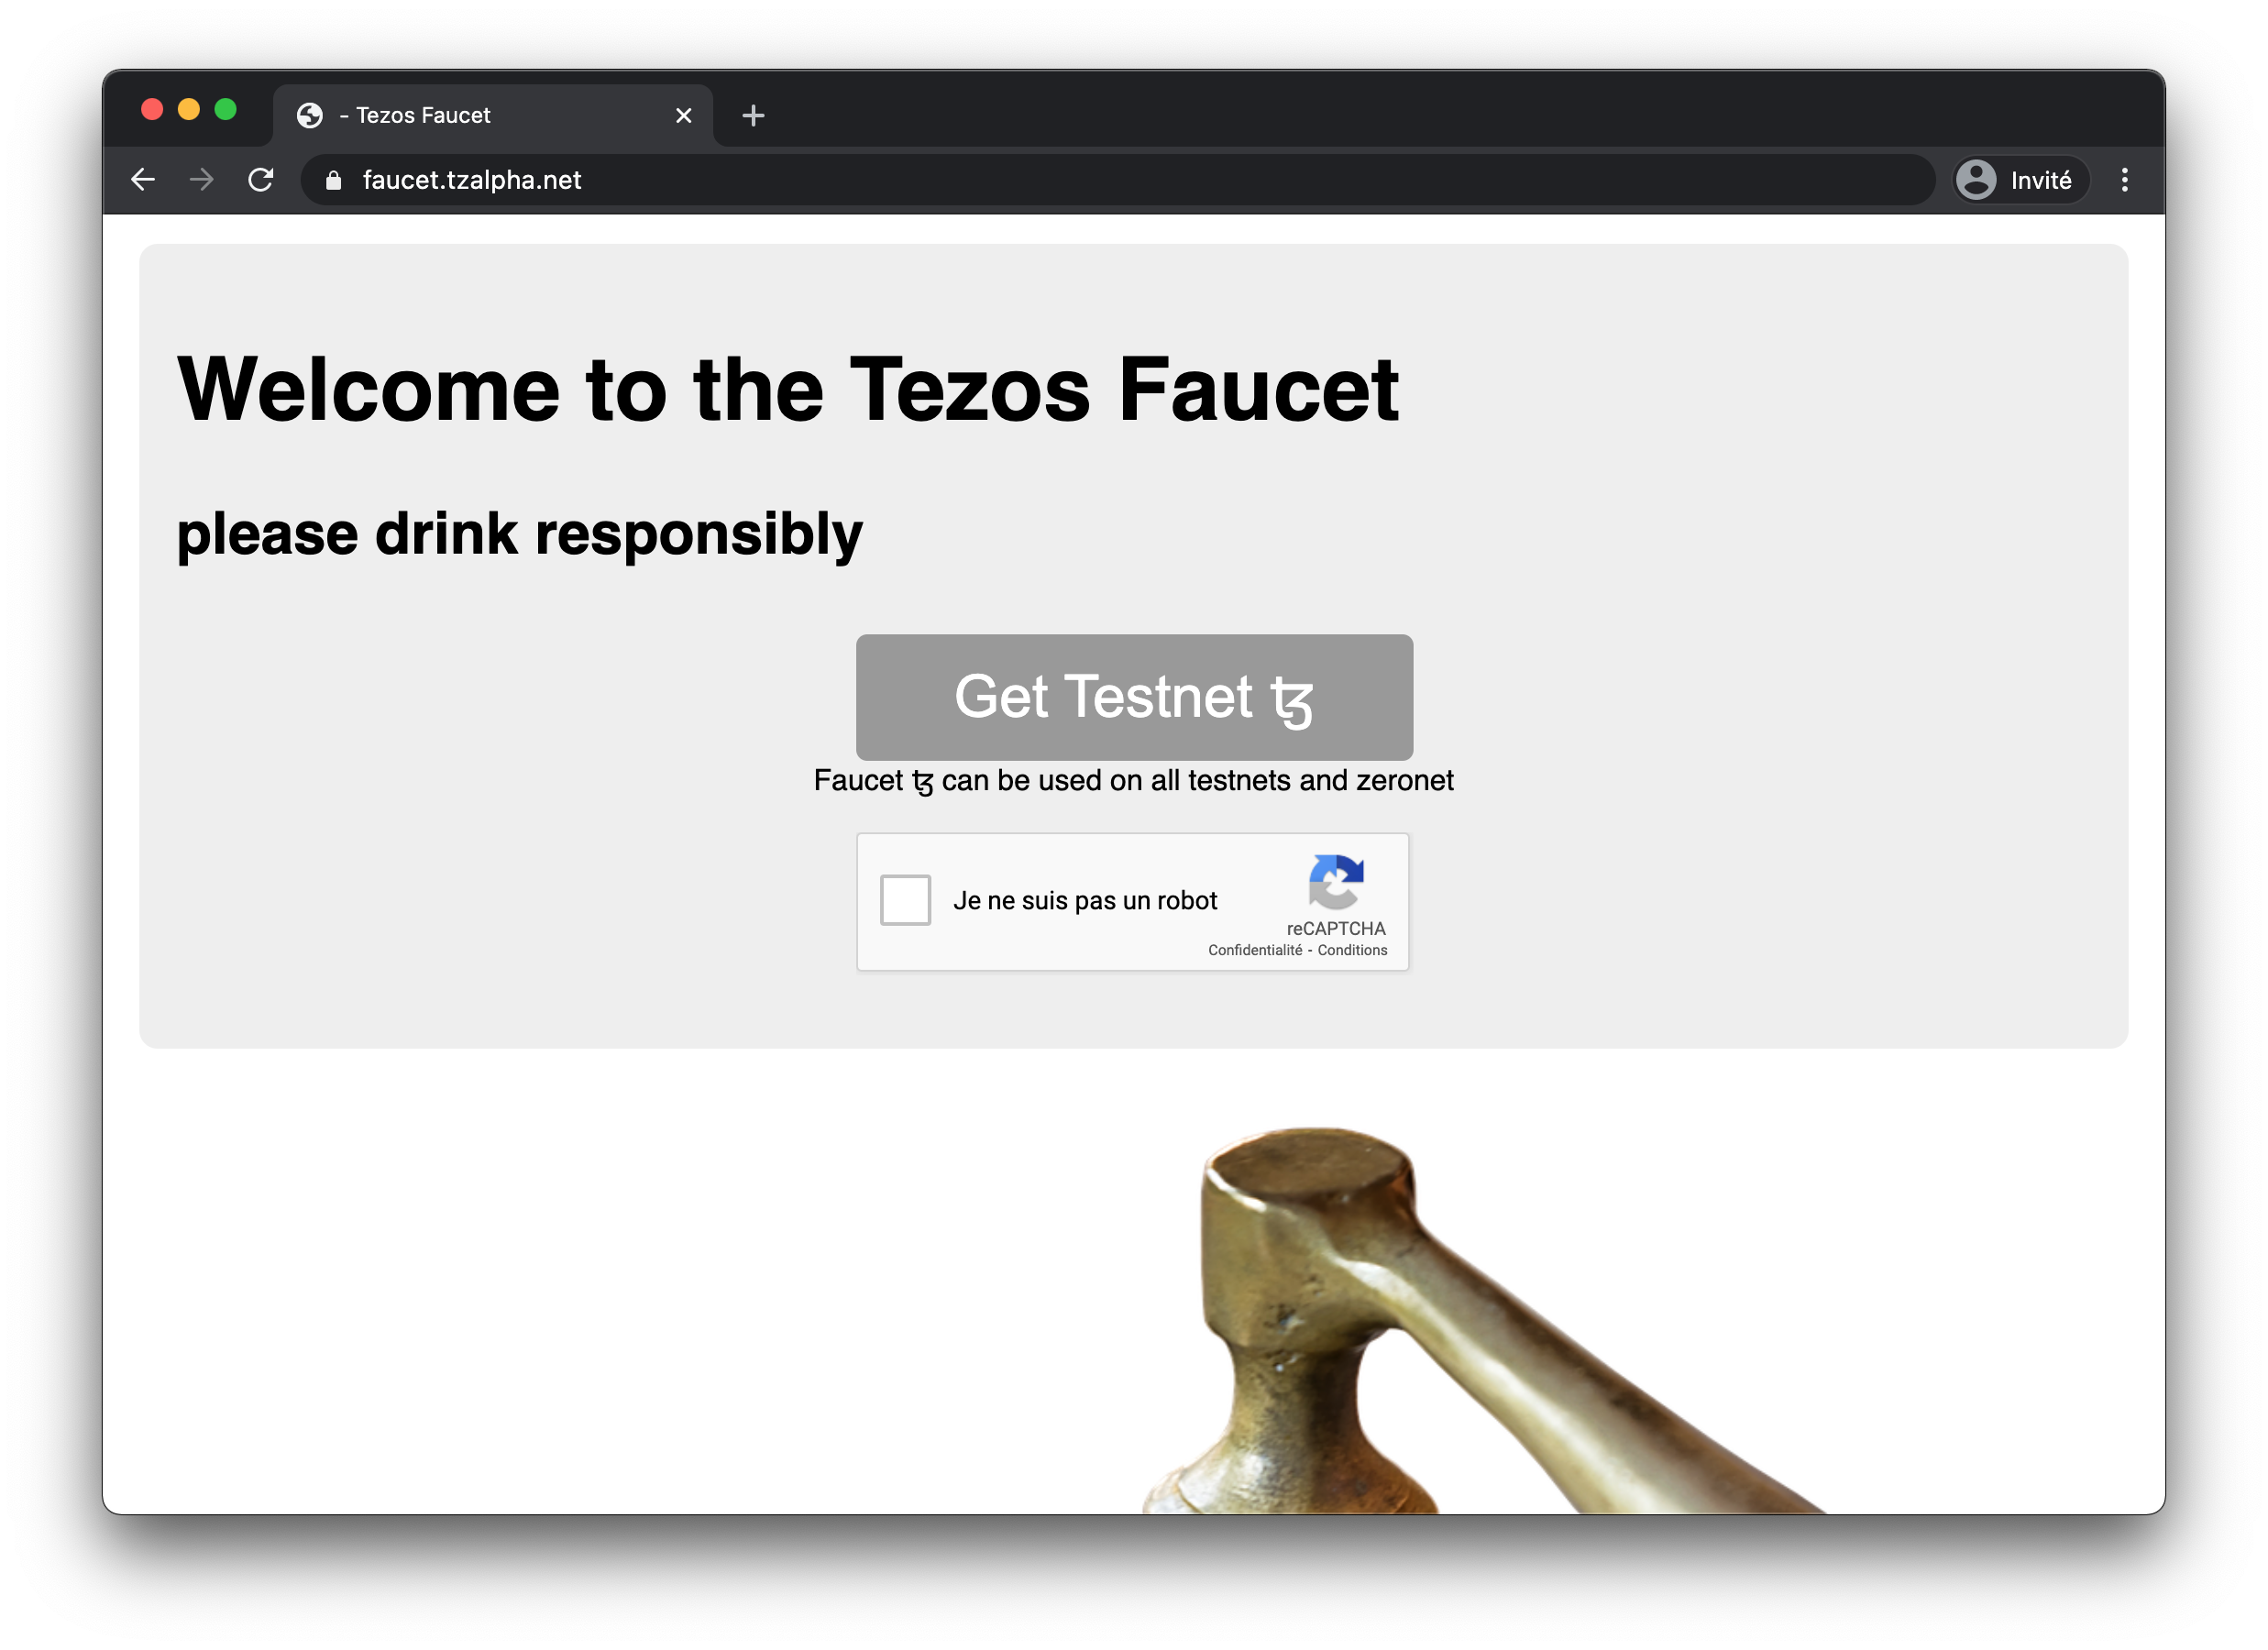 - Tezos Faucet
faucet.tzalpha.net
Invité
Welcome to the Tezos Faucet
please drink responsibly
Get Testnet ꜩ
Faucet ꜩ can be used on all testnets and zeronet
Je ne suis pas un robot
reCAPTCHA
Confidentialité - Conditions